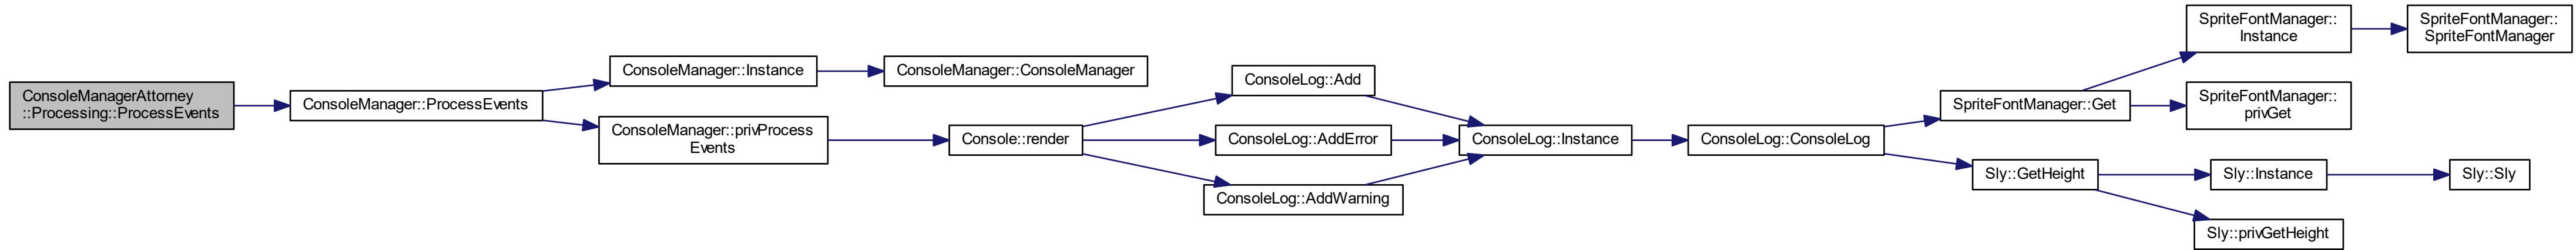 ConsoleManagerAttorney
::Processing::ProcessEvents
ConsoleManager::ProcessEvents
ConsoleManager::Instance
ConsoleManager::ConsoleManager
ConsoleManager::privProcess
Events
Console::render
ConsoleLog::Add
ConsoleLog::AddError
ConsoleLog::AddWarning
ConsoleLog::Instance
ConsoleLog::ConsoleLog
SpriteFontManager::Get
SpriteFontManager::
Instance
SpriteFontManager::
SpriteFontManager
SpriteFontManager::
privGet
Sly::GetHeight
Sly::Instance
Sly::Sly
Sly::privGetHeight